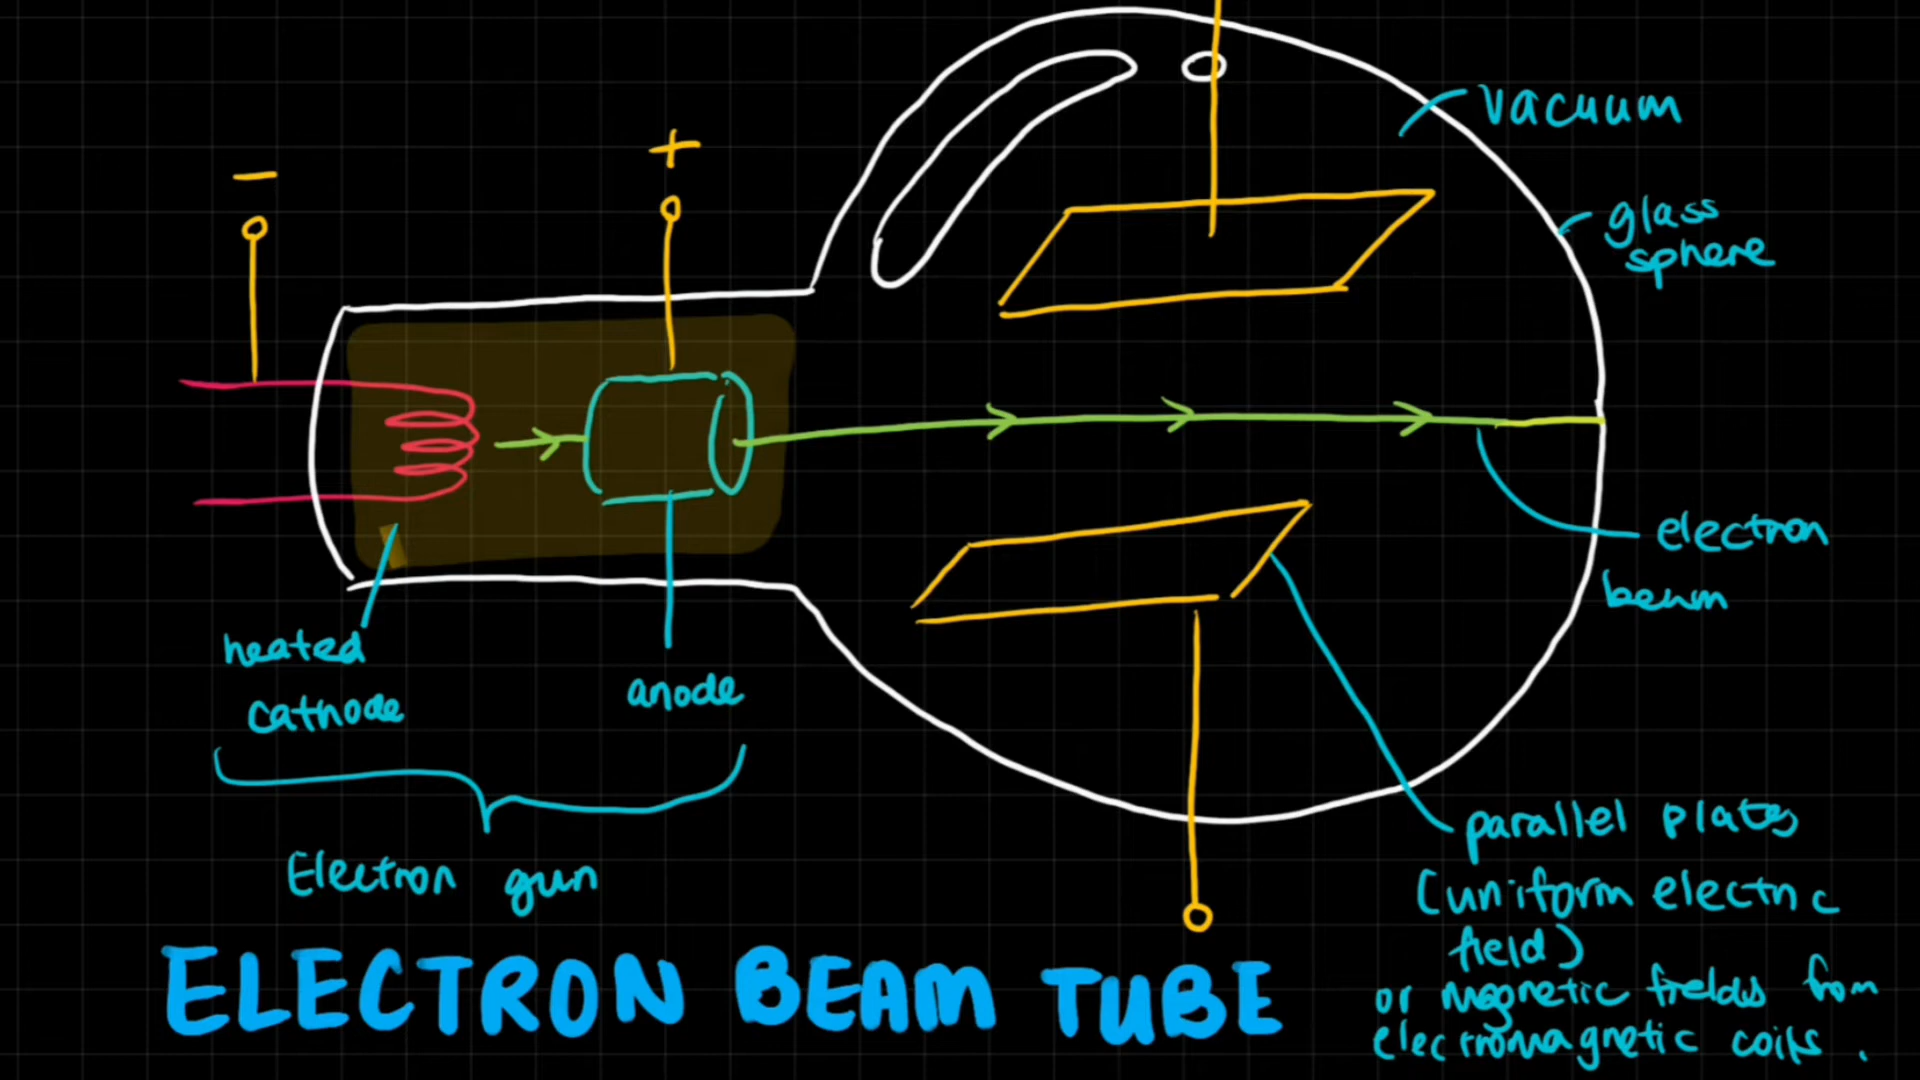 −
+
vacuum
glass
sphere
electron
beam
heated
cathode
anode
Electron gun
parallel plates
(uniform electric
field)
or magnetic fields from
electromagnetic coils.
ELECTRON BEAM TUBE